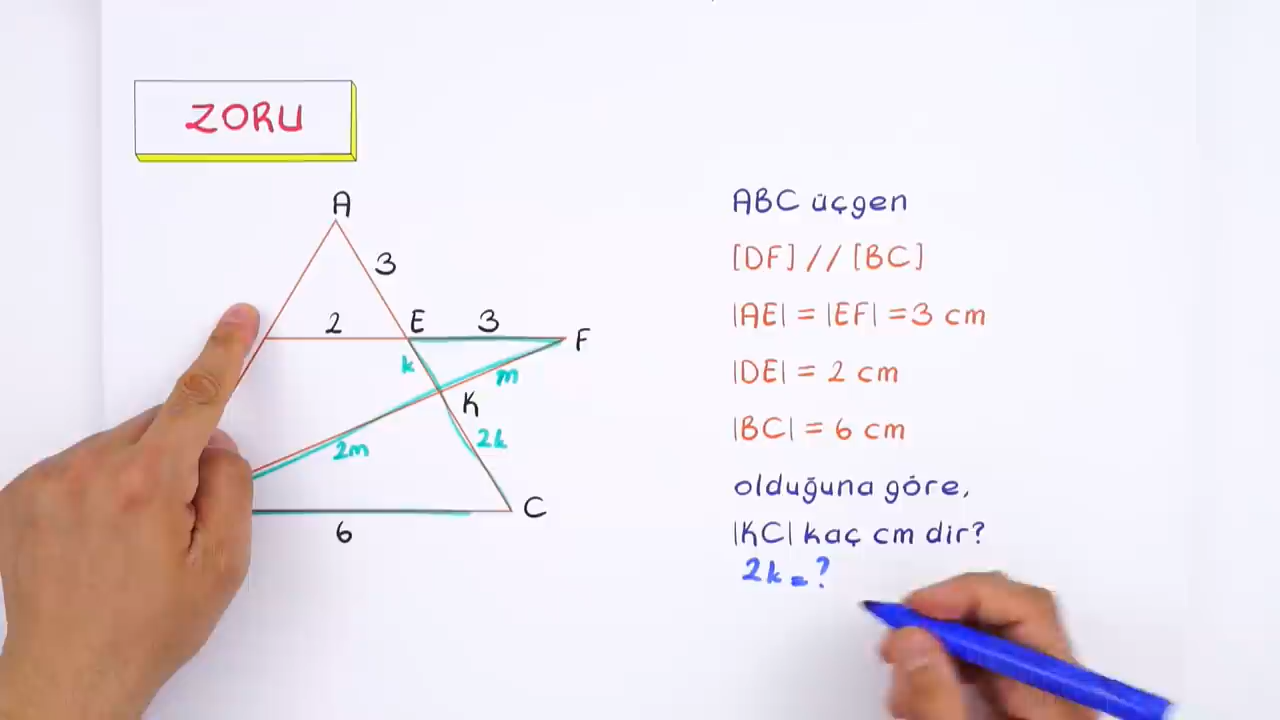 ZORU
A
3
2
E
3
F
k
m
K
2m
2k
C
6
ABC üçgen
[DF] // [BC]
|AE| = |EF| = 3 cm
|DE| = 2 cm
|BC| = 6 cm
olduğuna göre,
|KC| kaç cm dir?
2k = ?